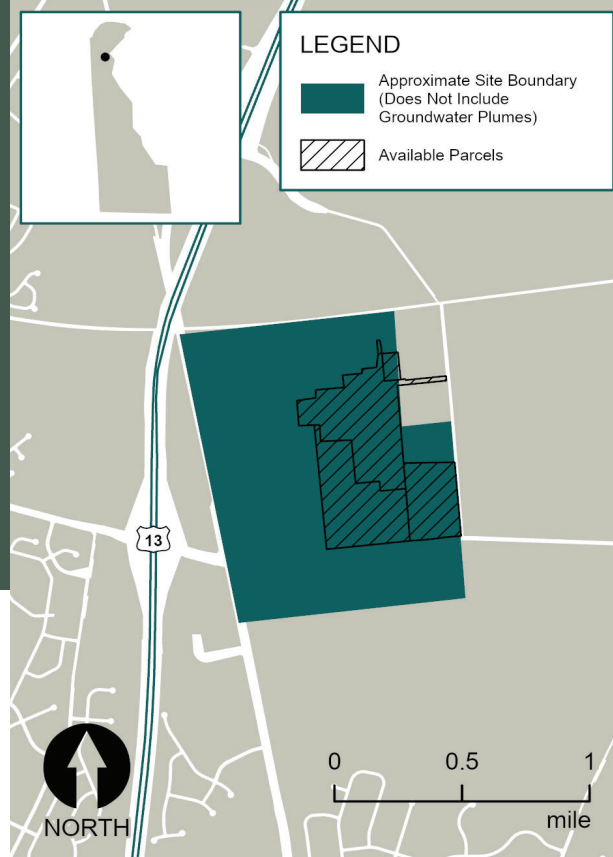 LEGEND
Approximate Site Boundary
(Does Not Include
Groundwater Plumes)
Available Parcels
13
NORTH
0 0.5 1
mile